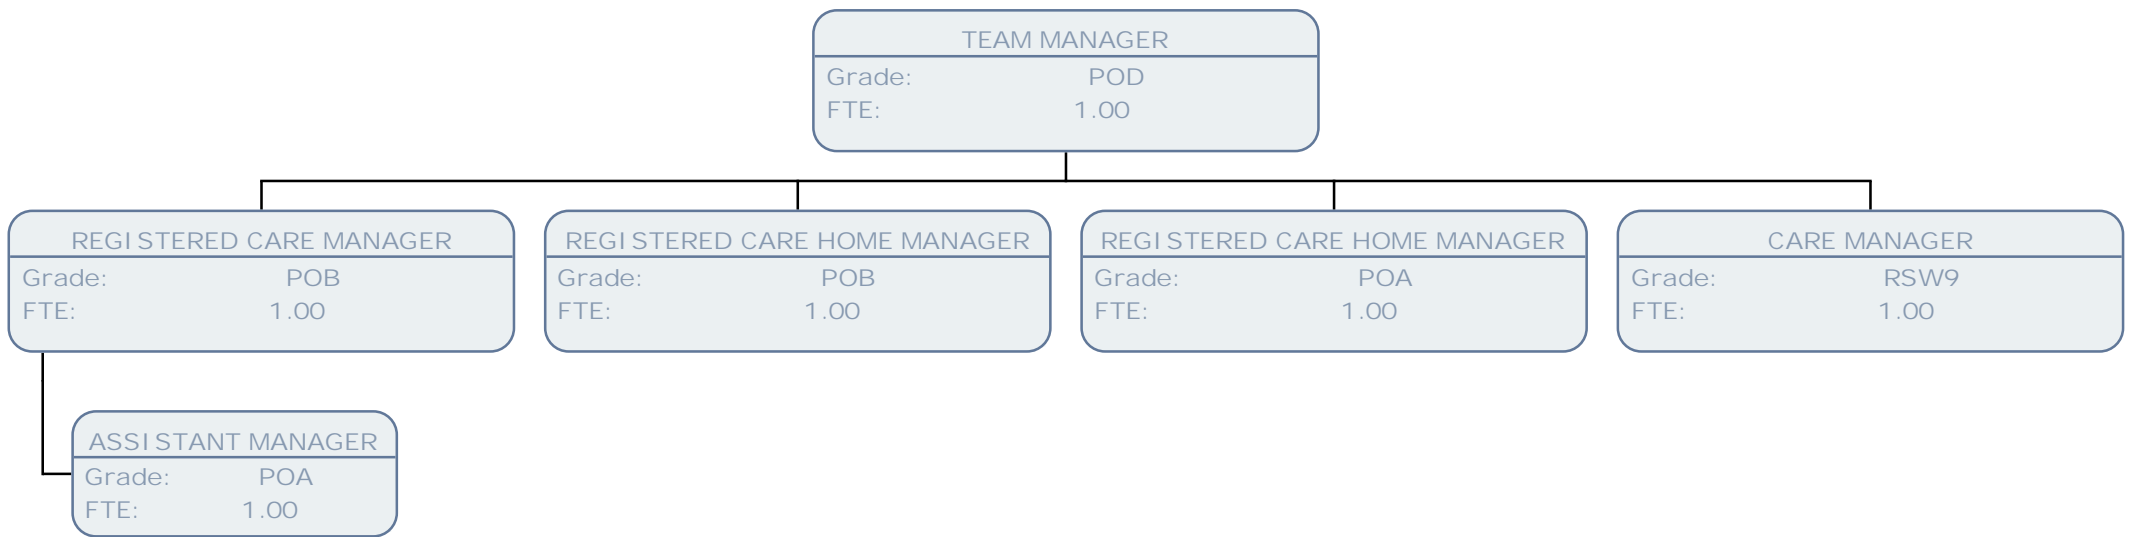 TEAM MANAGER
Grade: POD
FTE: 1.00
REGISTERED CARE MANAGER
Grade: POB
FTE: 1.00
REGISTERED CARE HOME MANAGER
Grade: POB
FTE: 1.00
REGISTERED CARE HOME MANAGER
Grade: POA
FTE: 1.00
CARE MANAGER
Grade: RSW9
FTE: 1.00
ASSISTANT MANAGER
Grade: POA
FTE: 1.00